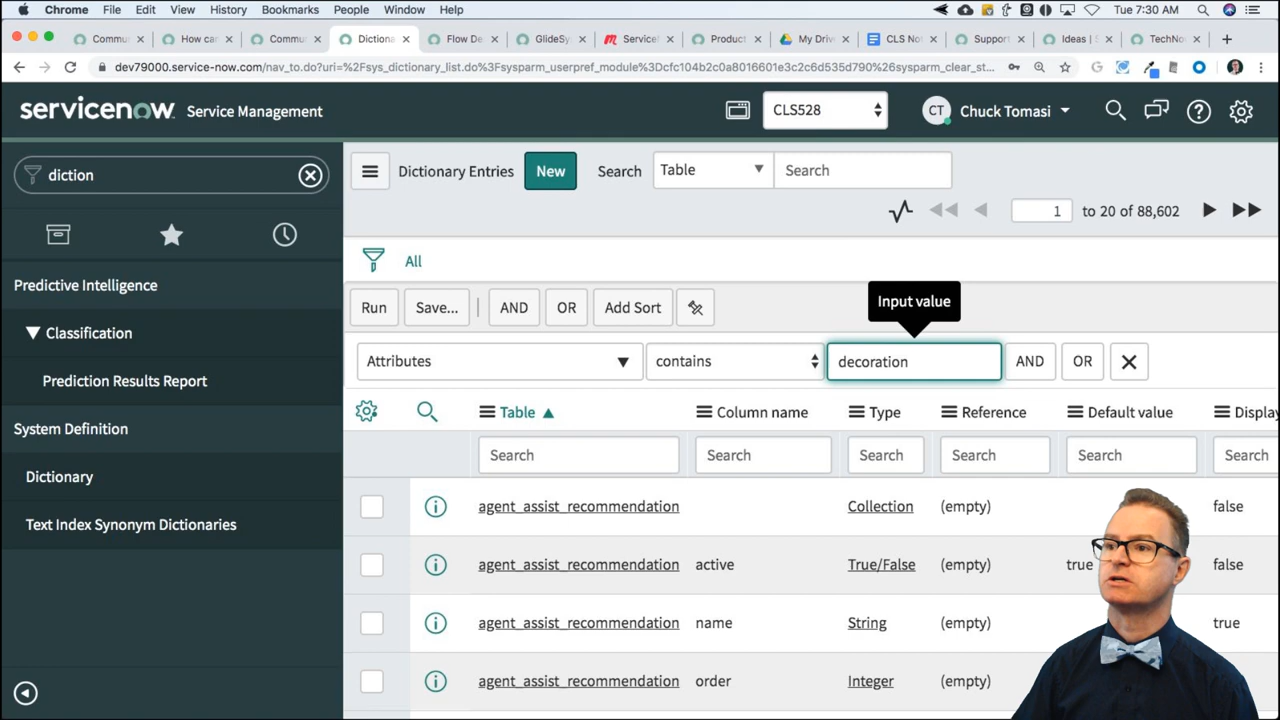 Chrome File Edit View History Bookmarks People Window Help Tue 7:30 AM
Commu How can Commu Dictiona Flow De GlideSy Service Product My Drive CLS Not Support Ideas | S TechNo
dev79000.service-now.com/nav_to.do?uri=%2Fsys_dictionary_list.do%3Fsysparm_userpref_module%3Dcfc104b2c0a8016601e3c2c6d535d790%26sysparm_clear_st...
servicenow Service Management CLS528 CT Chuck Tomasi
diction
Dictionary Entries New Search Table Search
1 to 20 of 88,602
All
Predictive Intelligence
Classification
Prediction Results Report
System Definition
Dictionary
Text Index Synonym Dictionaries
Input value
Run Save... AND OR Add Sort
Attributes contains decoration AND OR
Table Column name Type Reference Default value Display
Search Search Search Search Search Search
agent_assist_recommendation Collection (empty) false
agent_assist_recommendation active True/False (empty) true false
agent_assist_recommendation name String (empty) true
agent_assist_recommendation order Integer (empty)